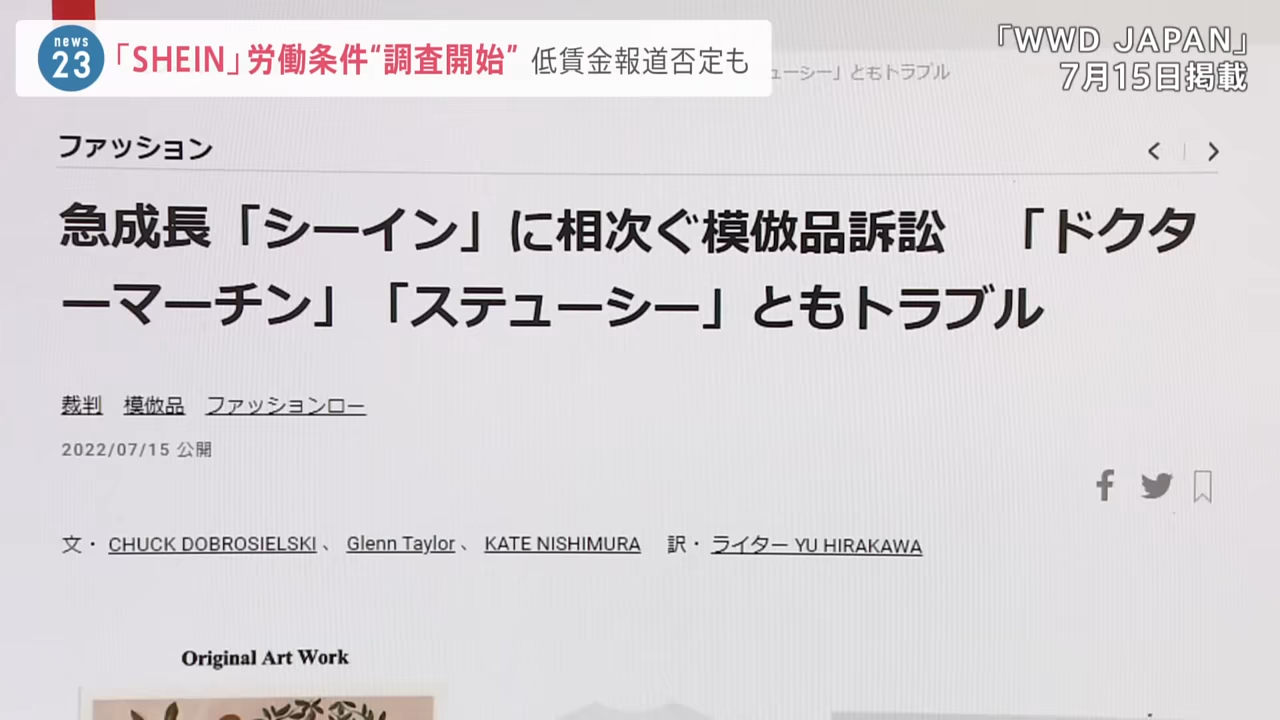 news
23
「SHEIN」労働条件“調査開始” 低賃金報道否定も
「WWD JAPAN」
7月15日掲載
ューシー」ともトラブル
ファッション
急成長「シーイン」に相次ぐ模倣品訴訟 「ドクタ
ーマーチン」「ステューシー」ともトラブル
裁判 模倣品 ファッションロー
2022/07/15 公開
文・ CHUCK DOBROSIELSKI 、 Glenn Taylor 、 KATE NISHIMURA 訳・ ライター YU HIRAKAWA
Original Art Work